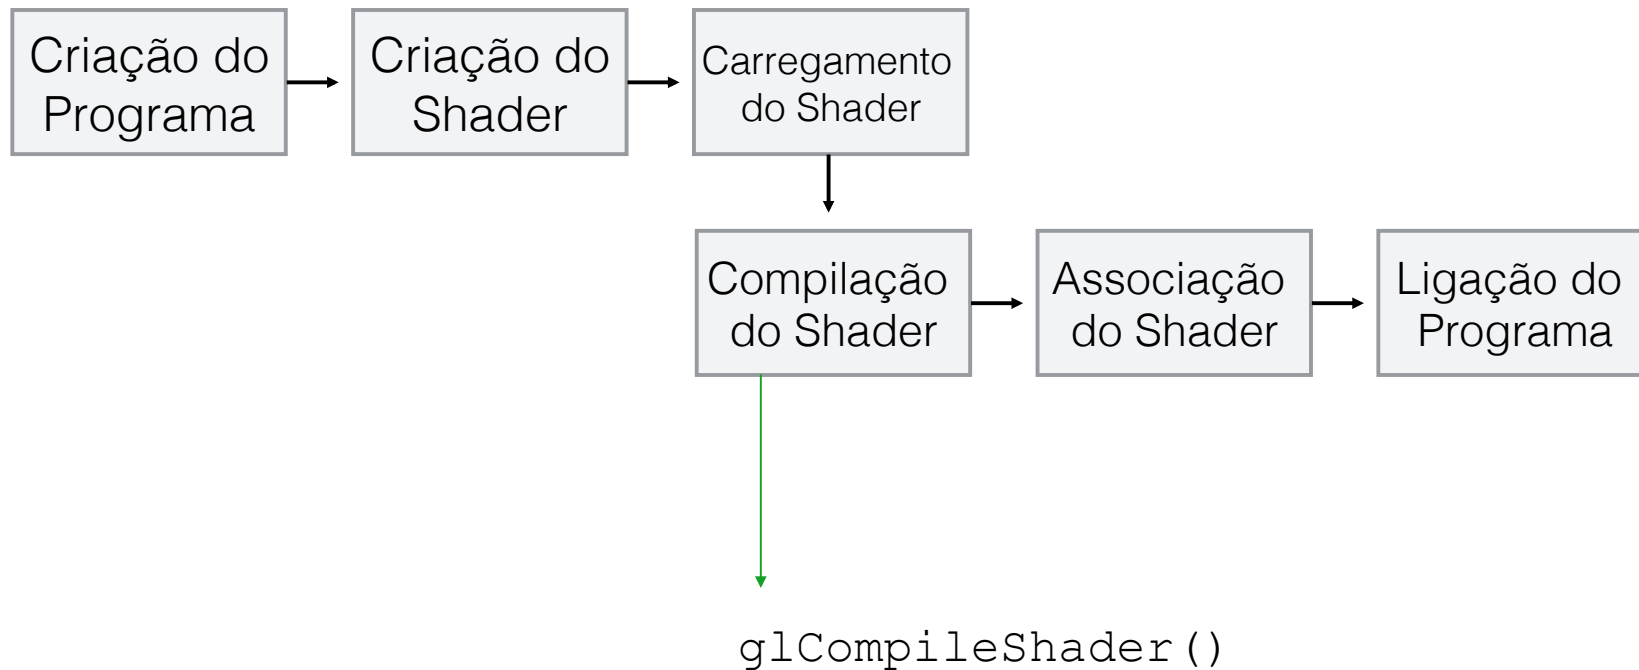 Criação do
Programa
Criação do
Shader
Carregamento
do Shader
Compilação
do Shader
Associação
do Shader
Ligação do
Programa
glCompileShader()